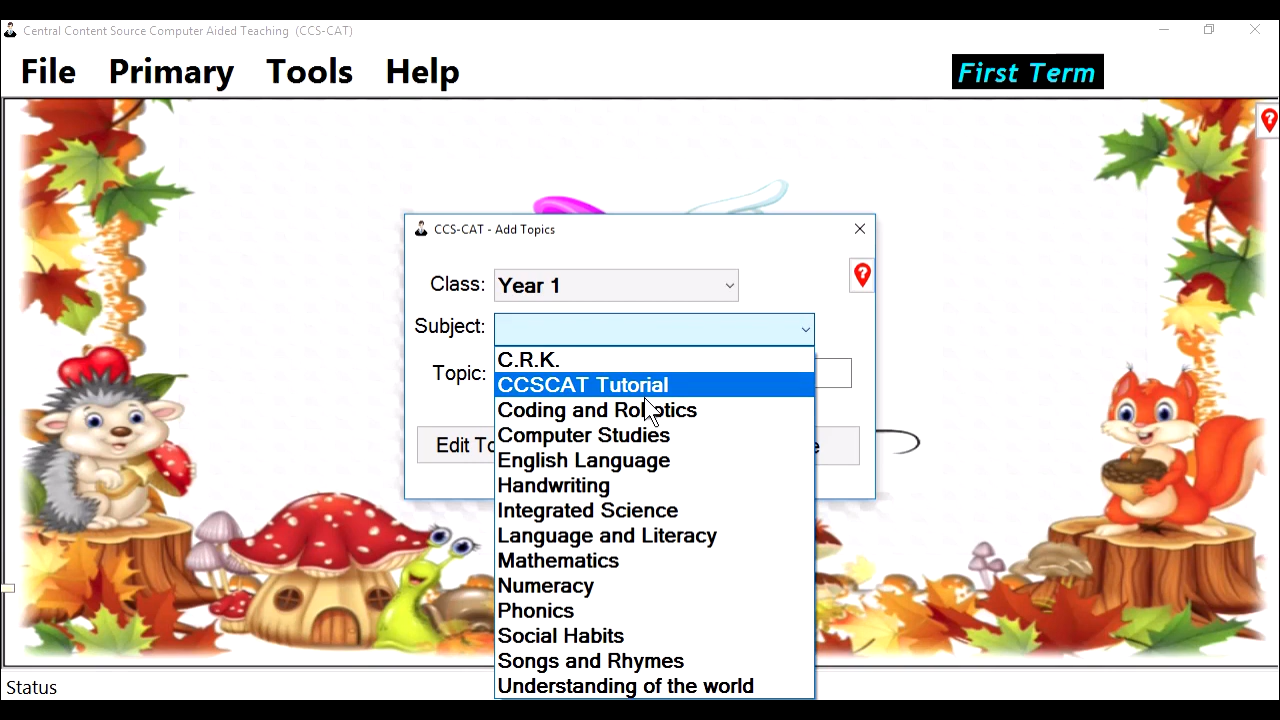 Central Content Source Computer Aided Teaching (CCS-CAT)
File Primary Tools Help
First Term
CCS-CAT - Add Topics
Class: Year 1
Subject:
Topic:
C.R.K.
CCSCAT Tutorial
Coding and Robotics
Computer Studies
English Language
Handwriting
Integrated Science
Language and Literacy
Mathematics
Numeracy
Phonics
Social Habits
Songs and Rhymes
Understanding of the world
Edit
Status